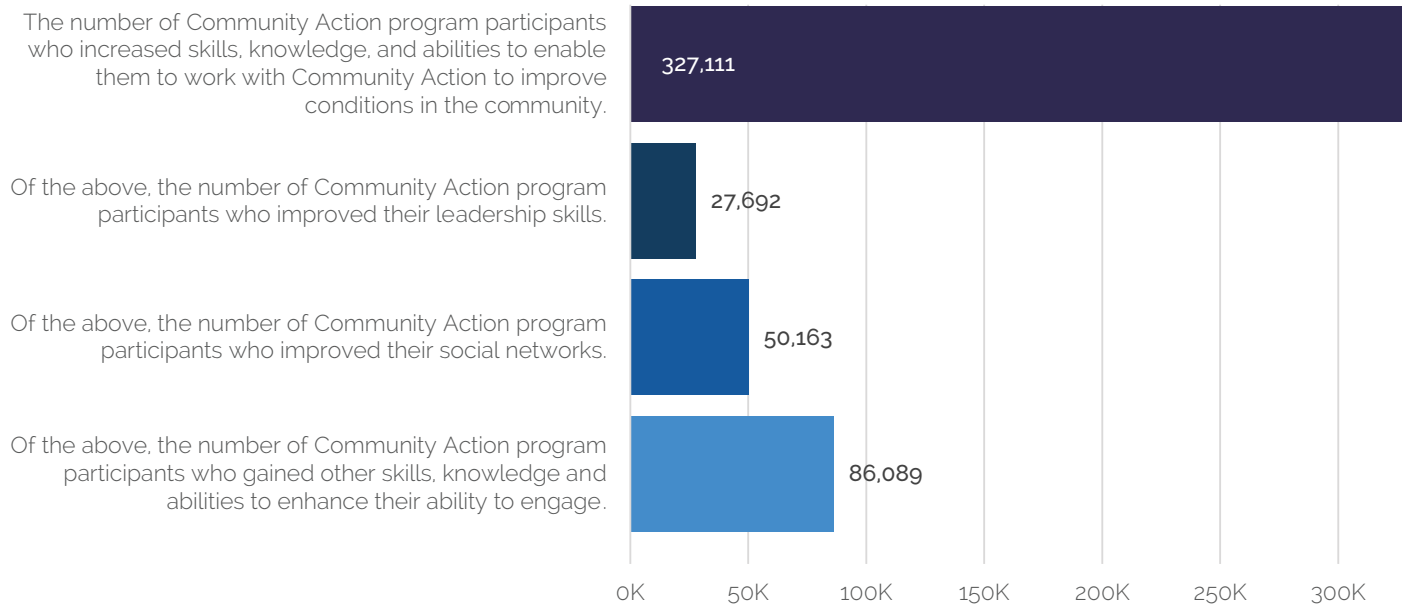 The number of Community Action program participants
who increased skills, knowledge, and abilities to enable
them to work with Community Action to improve
conditions in the community.
327,111
Of the above, the number of Community Action program
participants who improved their leadership skills.
27,692
Of the above, the number of Community Action program
participants who improved their social networks.
50,163
Of the above, the number of Community Action program
participants who gained other skills, knowledge and
abilities to enhance their ability to engage.
86,089
0K 50K 100K 150K 200K 250K 300K